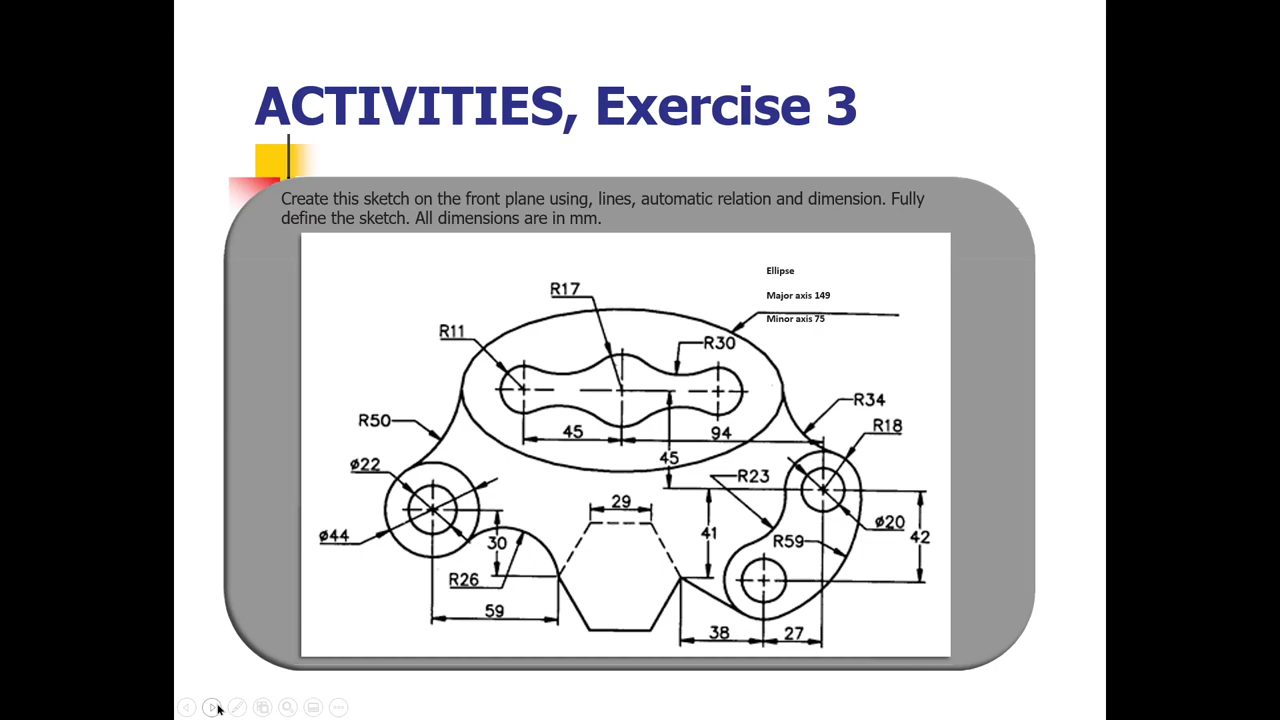 ACTIVITIES, Exercise 3
Create this sketch on the front plane using, lines, automatic relation and dimension. Fully
define the sketch. All dimensions are in mm.
Ellipse
R17
Major axis 149
Minor axis 75
R11
R30
R34
R50
R18
45
94
45
ø22
R23
29
ø20
ø44
30
41
42
R59
R26
59
38
27